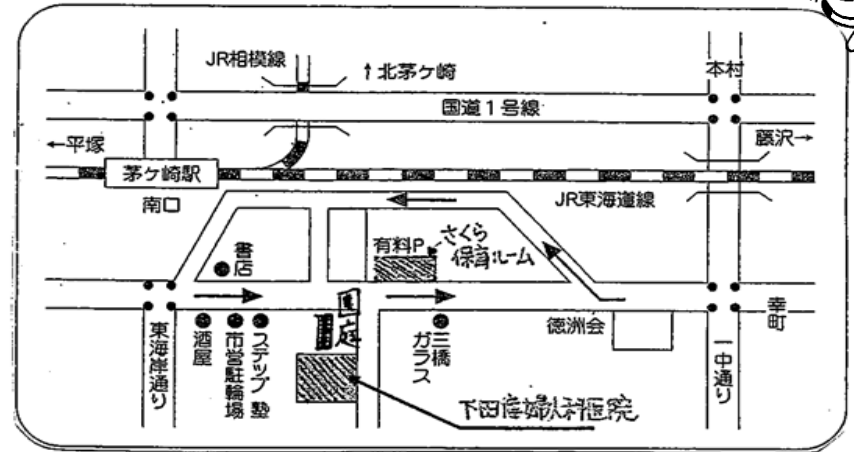 JR相模線
↑北茅ヶ崎
本村
国道1号線
←平塚
藤沢→
茅ヶ崎駅
南口
JR東海道線
書店
有料P
さくら
保育ルーム
園庭
東海岸通り
酒屋
市営駐輪場
ステップ塾
三橋
ガラス
徳洲会
一中通り
幸町
下田産婦人科医院